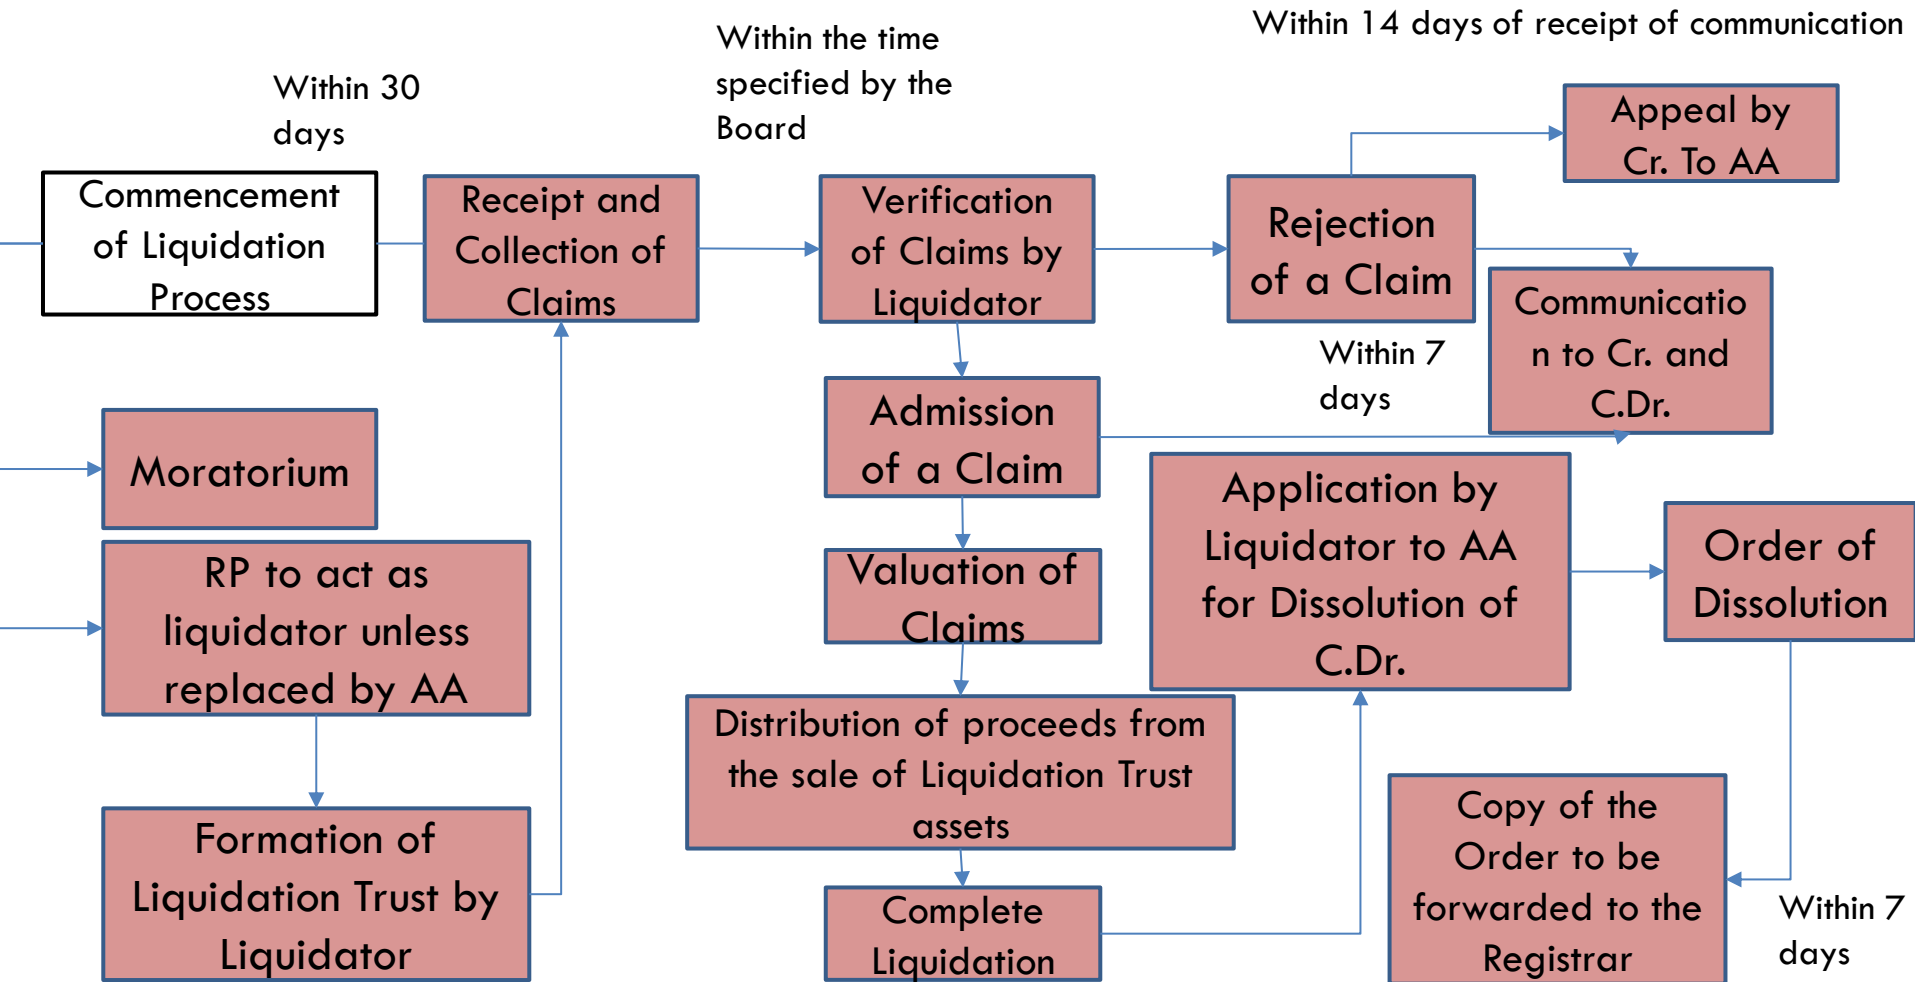 Within 14 days of receipt of communication
Within the time
specified by the
Board
Within 30
days
Appeal by
Cr. To AA
Commencement
of Liquidation
Process
Receipt and
Collection of
Claims
Verification
of Claims by
Liquidator
Rejection
of a Claim
Communicatio
n to Cr. and
C.Dr.
Within 7
days
Admission
of a Claim
Moratorium
Application by
Liquidator to AA
for Dissolution of
C.Dr.
Order of
Dissolution
RP to act as
liquidator unless
replaced by AA
Valuation of
Claims
Distribution of proceeds from
the sale of Liquidation Trust
assets
Formation of
Liquidation Trust by
Liquidator
Complete
Liquidation
Copy of the
Order to be
forwarded to the
Registrar
Within 7
days